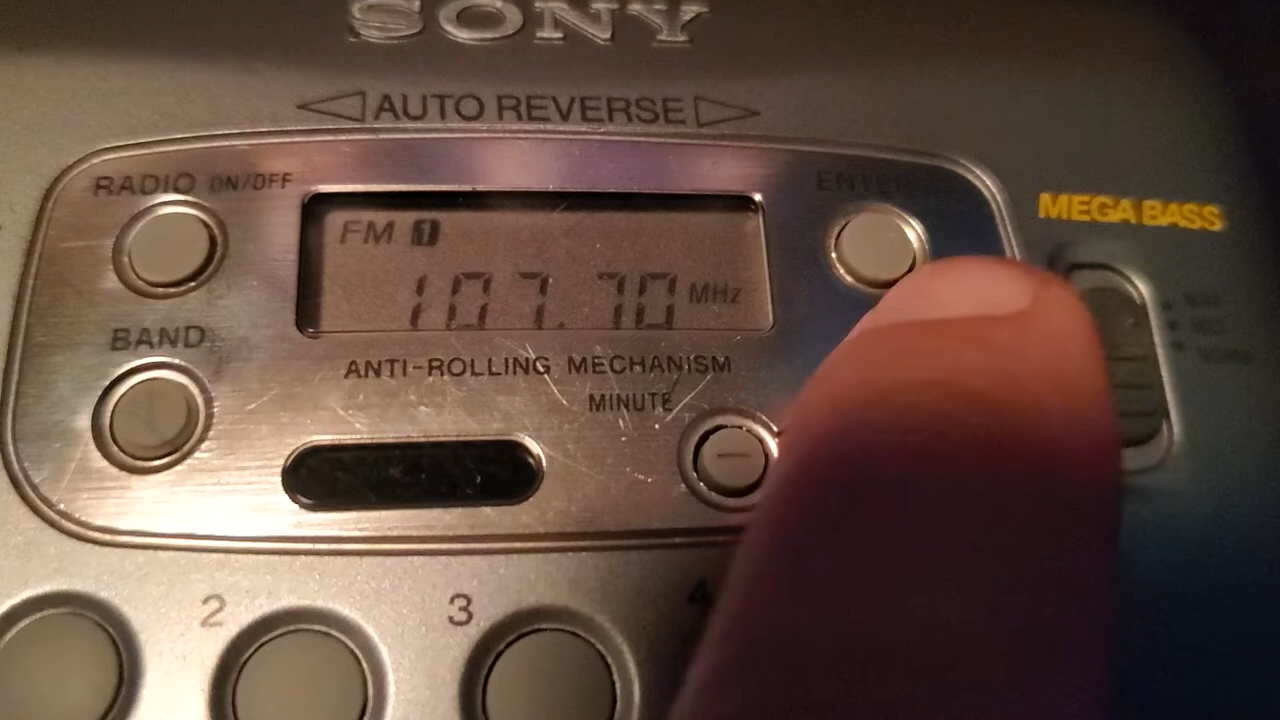 SONY
AUTO REVERSE
RADIO ON/OFF
ENTER
MEGA BASS
FM 1
107.70 MHz
BAND
ANTI-ROLLING MECHANISM
MINUTE
−
2
3
4